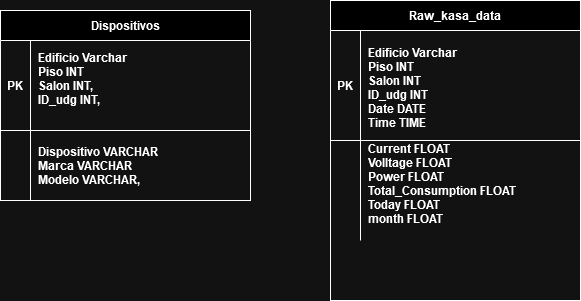 Dispositivos
PK
Edificio Varchar
Piso INT
Salon INT,
ID_udg INT,
Dispositivo VARCHAR
Marca VARCHAR
Modelo VARCHAR,
Raw_kasa_data
PK
Edificio Varchar
Piso INT
Salon INT
ID_udg INT
Date DATE
Time TIME
Current FLOAT
Volltage FLOAT
Power FLOAT
Total_Consumption FLOAT
Today FLOAT
month FLOAT